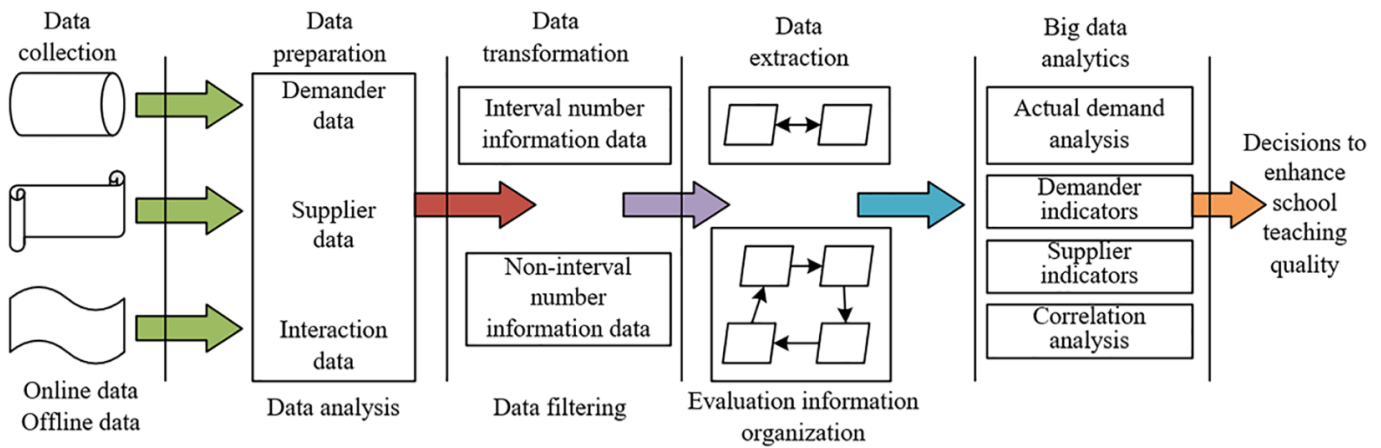 Data
collection
Online data
Offline data
Data
preparation
Demander
data
Supplier
data
Interaction
data
Data analysis
Data
transformation
Interval number
information data
Non-interval
number
information data
Data filtering
Data
extraction
Evaluation information
organization
Big data
analytics
Actual demand
analysis
Demander
indicators
Supplier
indicators
Correlation
analysis
Decisions to
enhance
school
teaching
quality